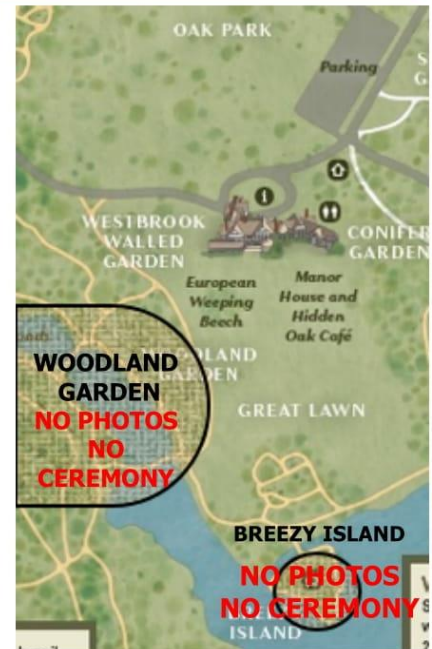 OAK PARK
Parking
S
G
WESTBROOK
WALLED
GARDEN
CONIFER
GARDEN
European
Weeping
Beech
Manor
House and
Hidden
Oak Café
WOODLAND
GARDEN
NO PHOTOS
NO
CEREMONY
GARDEN
GREAT LAWN
BREEZY ISLAND
NO PHOTOS
NO CEREMONY
ISLAND